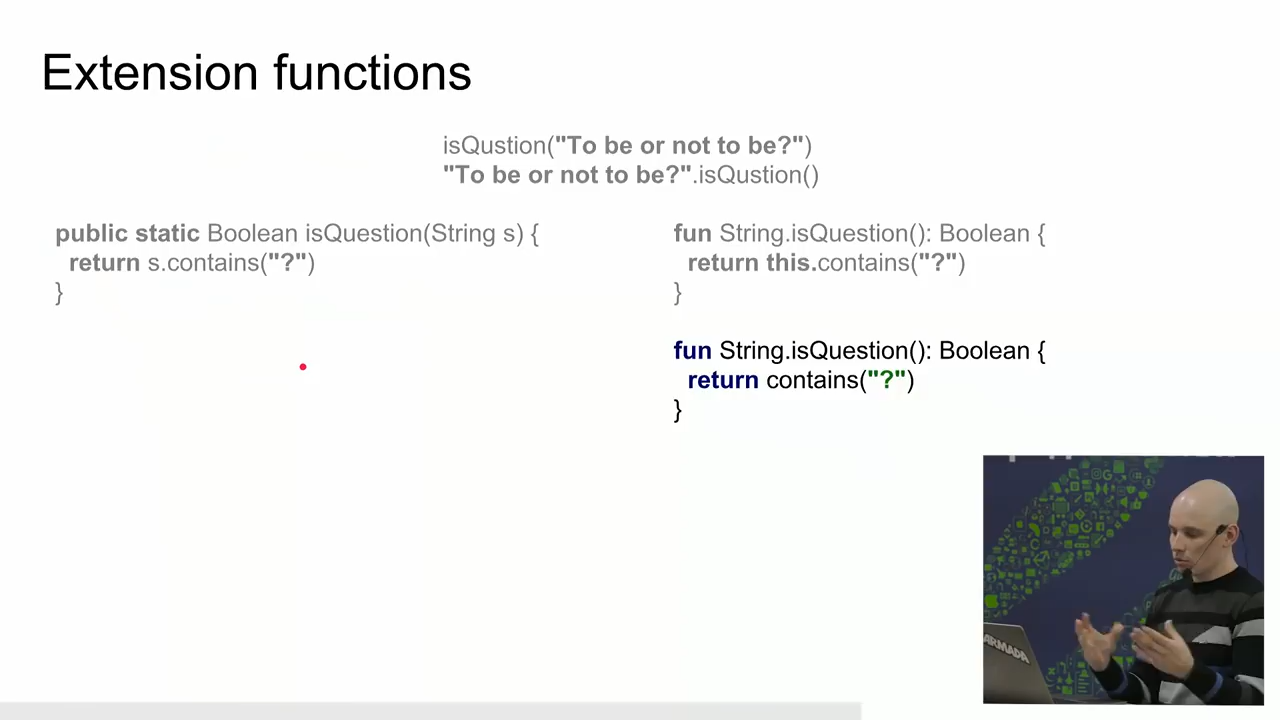 Extension functions
isQustion("To be or not to be?")
"To be or not to be?".isQustion()
public static Boolean isQuestion(String s) {
return s.contains("?")
}
fun String.isQuestion(): Boolean {
return this.contains("?")
}
fun String.isQuestion(): Boolean {
return contains("?")
}
ARMADA